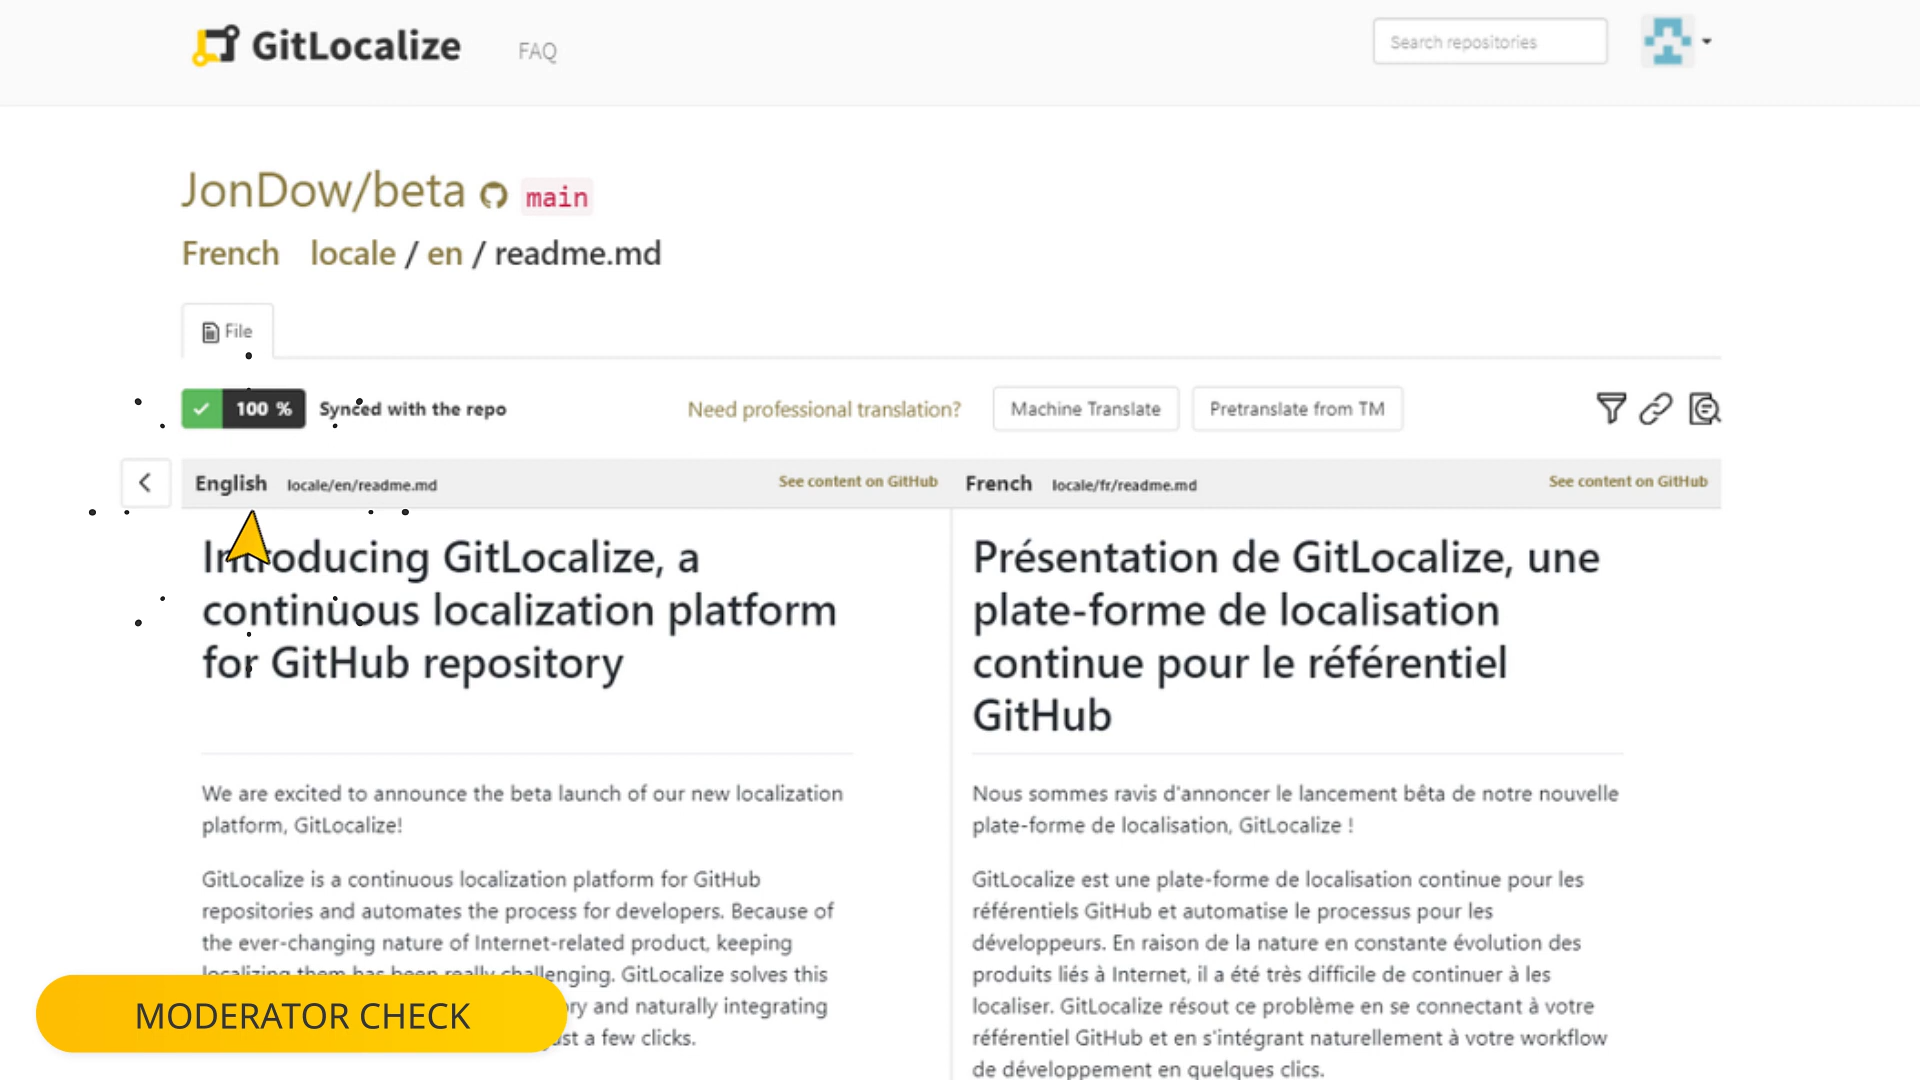 GitLocalize FAQ Search repositories
JonDow/beta main
French locale / en / readme.md
File
100 % Synced with the repo Need professional translation? Machine Translate Pretranslate from TM
English locale/en/readme.md See content on GitHub French locale/fr/readme.md See content on GitHub
Introducing GitLocalize, a
continuous localization platform
for GitHub repository
We are excited to announce the beta launch of our new localization
platform, GitLocalize!
GitLocalize is a continuous localization platform for GitHub
repositories and automates the process for developers. Because of
the ever-changing nature of Internet-related product, keeping
localizing them has been really challenging. GitLocalize solves this
and naturally integrating
a few clicks.
Présentation de GitLocalize, une
plate-forme de localisation
continue pour le référentiel
GitHub
Nous sommes ravis d'annoncer le lancement bêta de notre nouvelle
plate-forme de localisation, GitLocalize !
GitLocalize est une plate-forme de localisation continue pour les
référentiels GitHub et automatise le processus pour les
développeurs. En raison de la nature en constante évolution des
produits liés à Internet, il a été très difficile de continuer à les
localiser. GitLocalize résout ce problème en se connectant à votre
référentiel GitHub et en s'intégrant naturellement à votre workflow
de développement en quelques clics.
MODERATOR CHECK